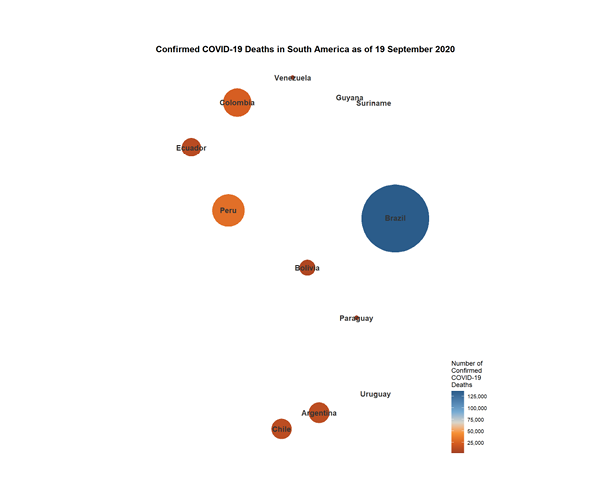 Confirmed COVID-19 Deaths in South America as of 19 September 2020
Venezuela
Guyana
Colombia
Suriname
Ecuador
Peru
Brazil
Bolivia
Paraguay
Uruguay
Argentina
Chile
Number of
Confirmed
COVID-19
Deaths
125,000
100,000
75,000
50,000
25,000